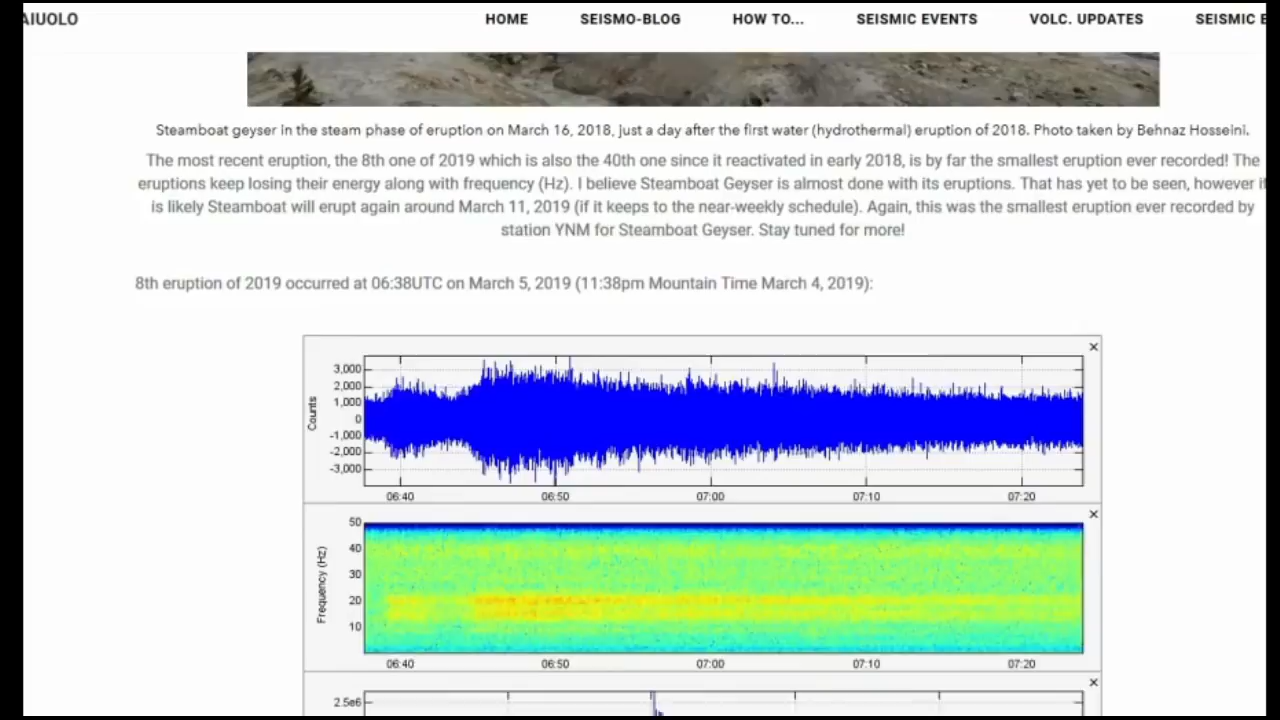 AIUOLO HOME SEISMO-BLOG HOW TO... SEISMIC EVENTS VOLC. UPDATES SEISMIC
Steamboat geyser in the steam phase of eruption on March 16, 2018, just a day after the first water (hydrothermal) eruption of 2018. Photo taken by Behnaz Hosseini.
The most recent eruption, the 8th one of 2019 which is also the 40th one since it reactivated in early 2018, is by far the smallest eruption ever recorded! The
eruptions keep losing their energy along with frequency (Hz). I believe Steamboat Geyser is almost done with its eruptions. That has yet to be seen, however it
is likely Steamboat will erupt again around March 11, 2019 (if it keeps to the near-weekly schedule). Again, this was the smallest eruption ever recorded by
station YNM for Steamboat Geyser. Stay tuned for more!
8th eruption of 2019 occurred at 06:38UTC on March 5, 2019 (11:38pm Mountain Time March 4, 2019):
Counts
3,000
2,000
1,000
0
-1,000
-2,000
-3,000
06:40 06:50 07:00 07:10 07:20
Frequency (Hz)
50
40
30
20
10
06:40 06:50 07:00 07:10 07:20
2.5e6